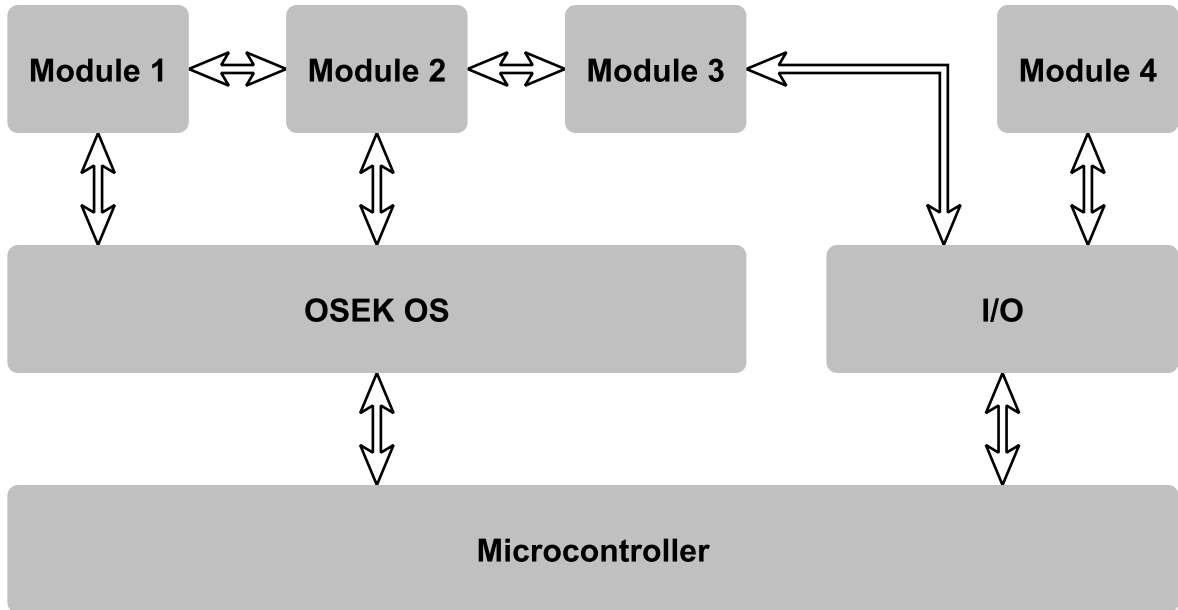 Module 1
Module 2
Module 3
Module 4
OSEK OS
I/O
Microcontroller